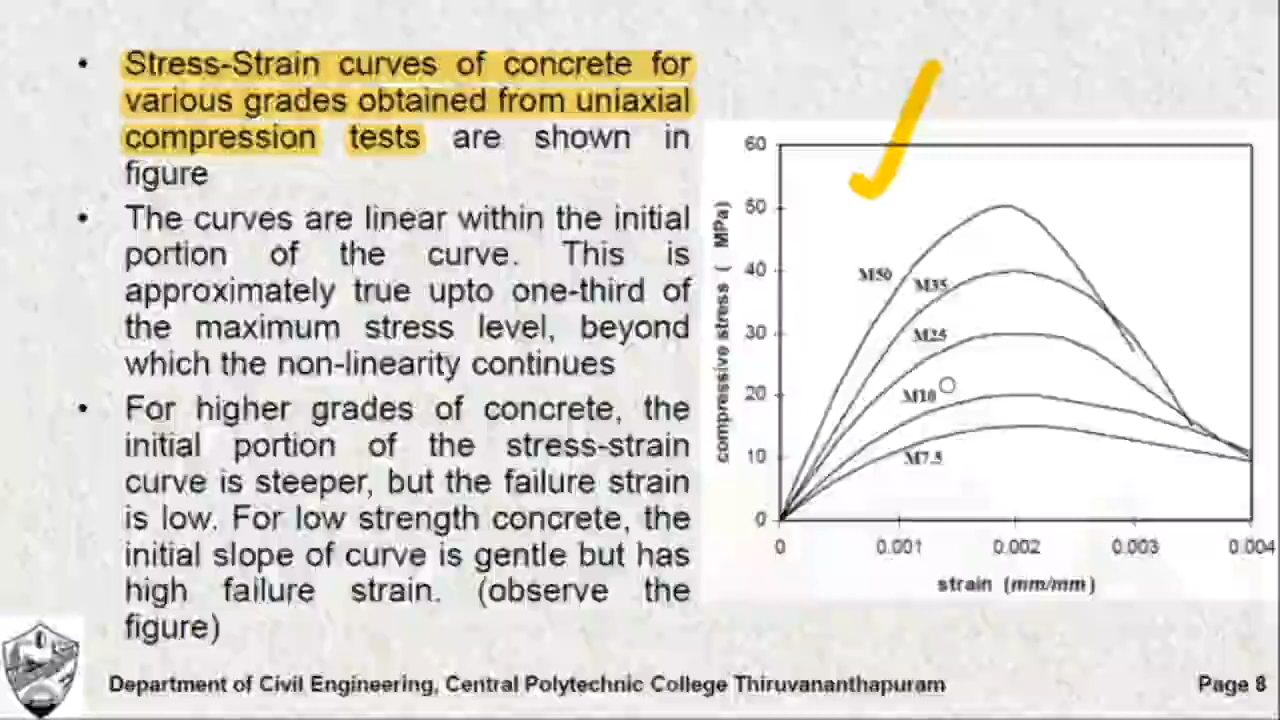 • Stress-Strain curves of concrete for
various grades obtained from uniaxial
compression tests are shown in
figure
• The curves are linear within the initial
portion of the curve. This is
approximately true upto one-third of
the maximum stress level, beyond
which the non-linearity continues
• For higher grades of concrete, the
initial portion of the stress-strain
curve is steeper, but the failure strain
is low. For low strength concrete, the
initial slope of curve is gentle but has
high failure strain. (observe the
figure)
compressive stress ( MPa)
60
50
40
30
20
10
0
M50
M35
M25
M10
M7.5
0 0.001 0.002 0.003 0.004
strain (mm/mm)
Department of Civil Engineering, Central Polytechnic College Thiruvananthapuram Page 8